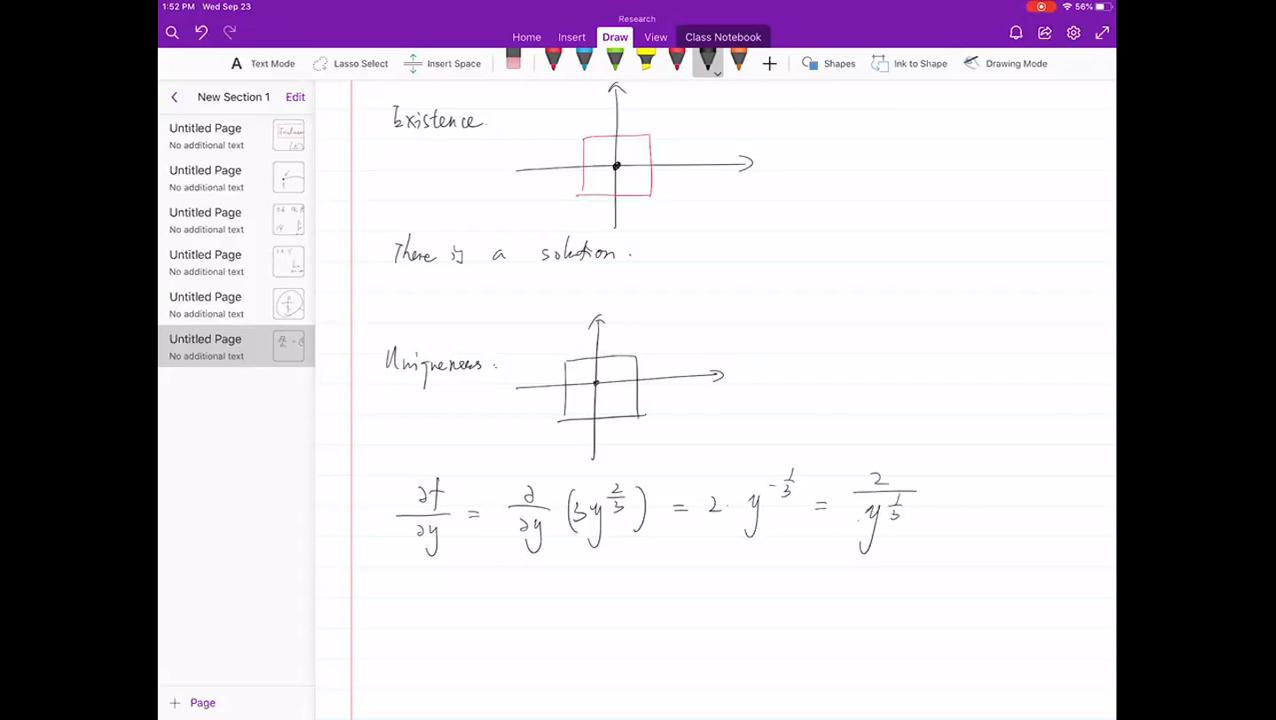 1:52 PM Wed Sep 23
56%
Research
Home Insert Draw View Class Notebook
A Text Mode Lasso Select Insert Space Shapes Ink to Shape Drawing Mode
New Section 1 Edit
Untitled Page
No additional text
Untitled Page
No additional text
Untitled Page
No additional text
Untitled Page
No additional text
Untitled Page
No additional text
Untitled Page
No additional text
+ Page
Existence.
There is a solution.
Uniqueness:
∂f/∂y = ∂/∂y (3y^(2/3)) = 2·y^(-1/3) = 2/y^(1/3)